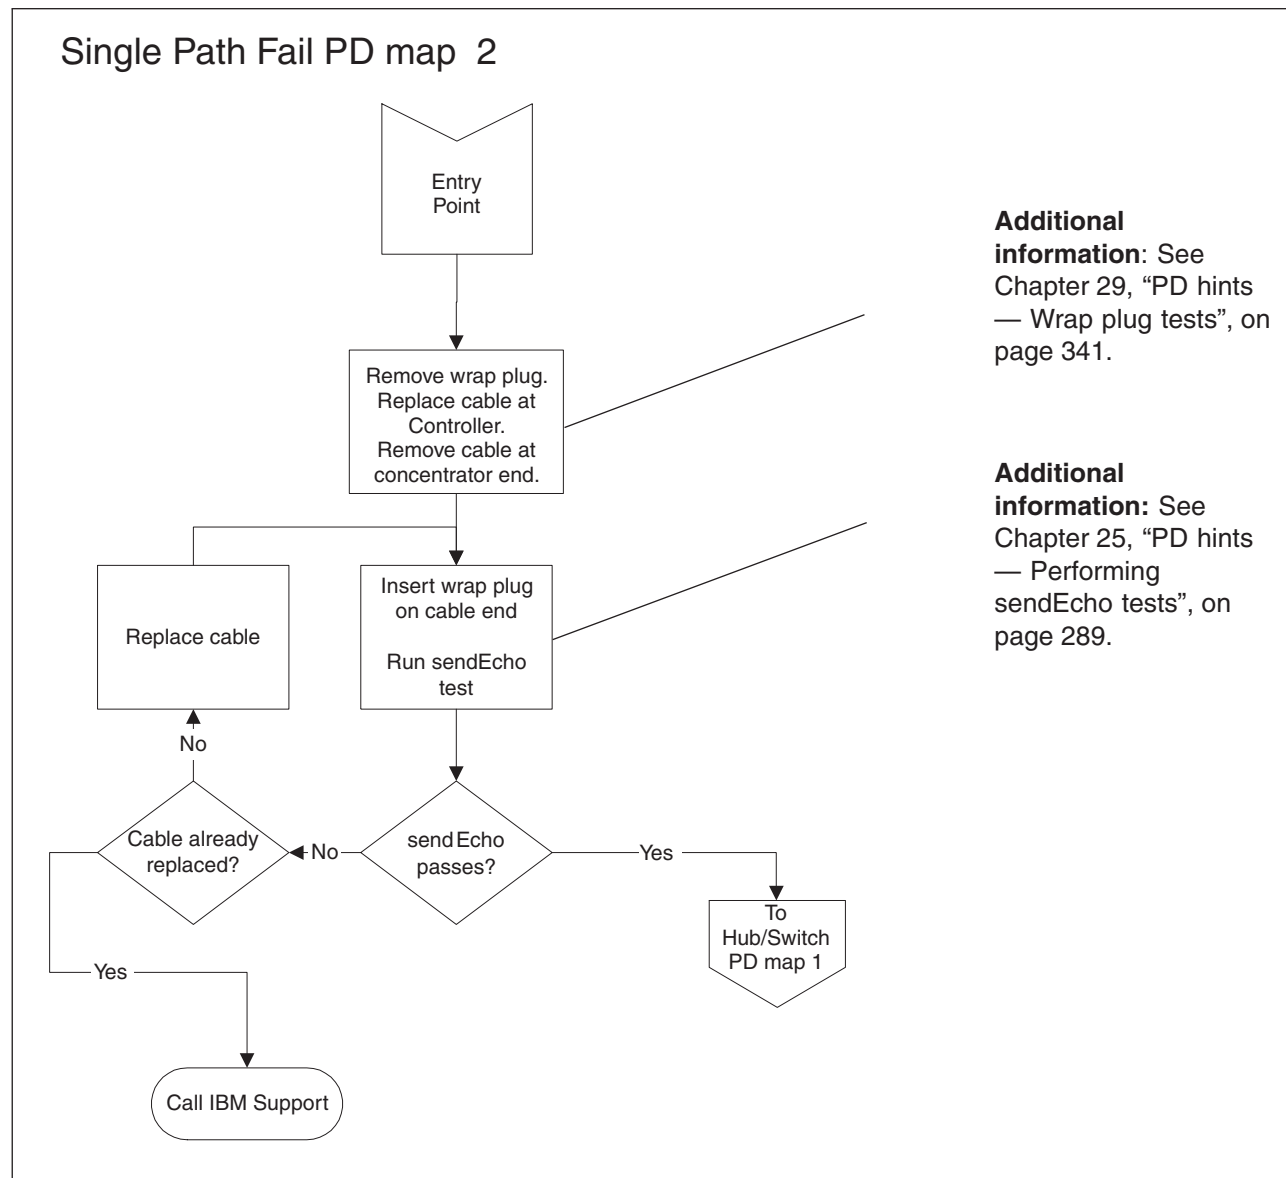 Single Path Fail PD map 2
Entry
Point
Additional
information: See
Chapter 29, “PD hints
— Wrap plug tests”, on
page 341.
Remove wrap plug.
Replace cable at
Controller.
Remove cable at
concentrator end.
Additional
information: See
Chapter 25, “PD hints
— Performing
sendEcho tests”, on
page 289.
Replace cable
Insert wrap plug
on cable end
Run sendEcho
test
No
Cable already
replaced?
No
sendEcho
passes?
Yes
To
Hub/Switch
PD map 1
Yes
Call IBM Support